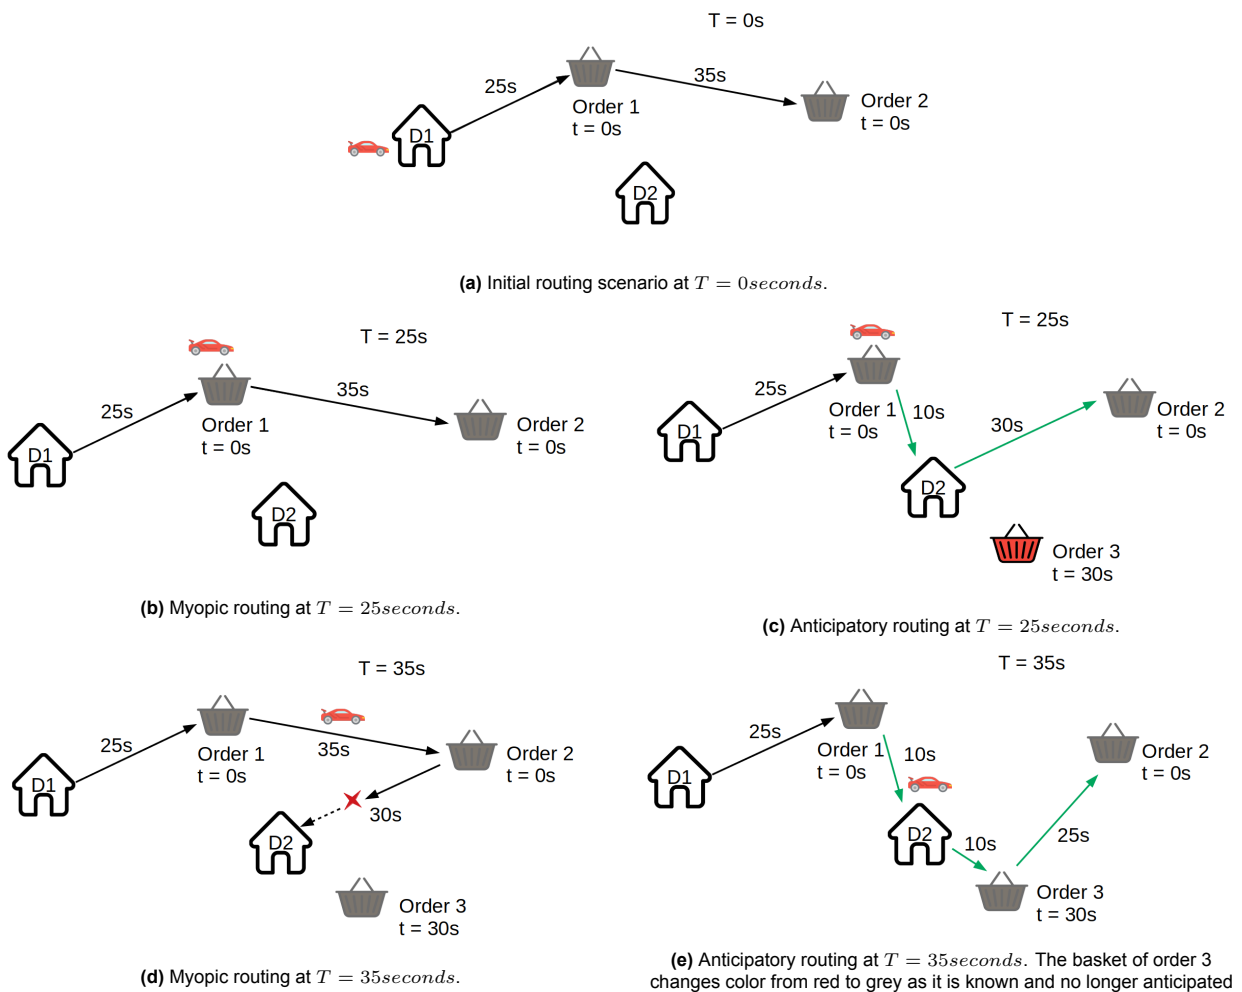 T = 0s
25s
35s
Order 1
t = 0s
Order 2
t = 0s
D1
D2
(a) Initial routing scenario at T = 0seconds.
T = 25s
25s
35s
Order 1
t = 0s
Order 2
t = 0s
D1
D2
(b) Myopic routing at T = 25seconds.
T = 25s
25s
Order 1
t = 0s
10s
30s
Order 2
t = 0s
D1
D2
Order 3
t = 30s
(c) Anticipatory routing at T = 25seconds.
T = 35s
25s
35s
Order 1
t = 0s
Order 2
t = 0s
D1
30s
D2
Order 3
t = 30s
(d) Myopic routing at T = 35seconds.
T = 35s
25s
Order 1
t = 0s
10s
Order 2
t = 0s
D1
D2
10s
25s
Order 3
t = 30s
(e) Anticipatory routing at T = 35seconds. The basket of order 3
changes color from red to grey as it is known and no longer anticipated